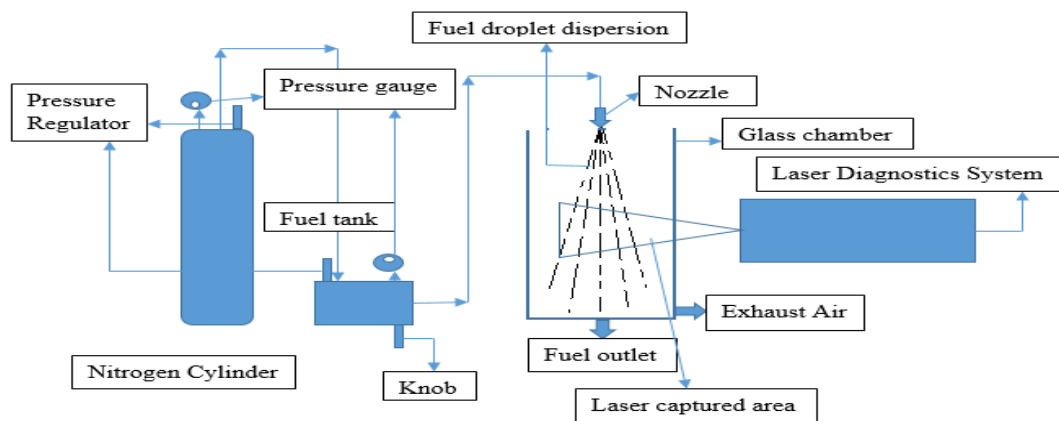 Fuel droplet dispersion
Pressure gauge
Pressure
Regulator
Nozzle
Glass chamber
Laser Diagnostics System
Fuel tank
Exhaust Air
Fuel outlet
Nitrogen Cylinder
Knob
Laser captured area